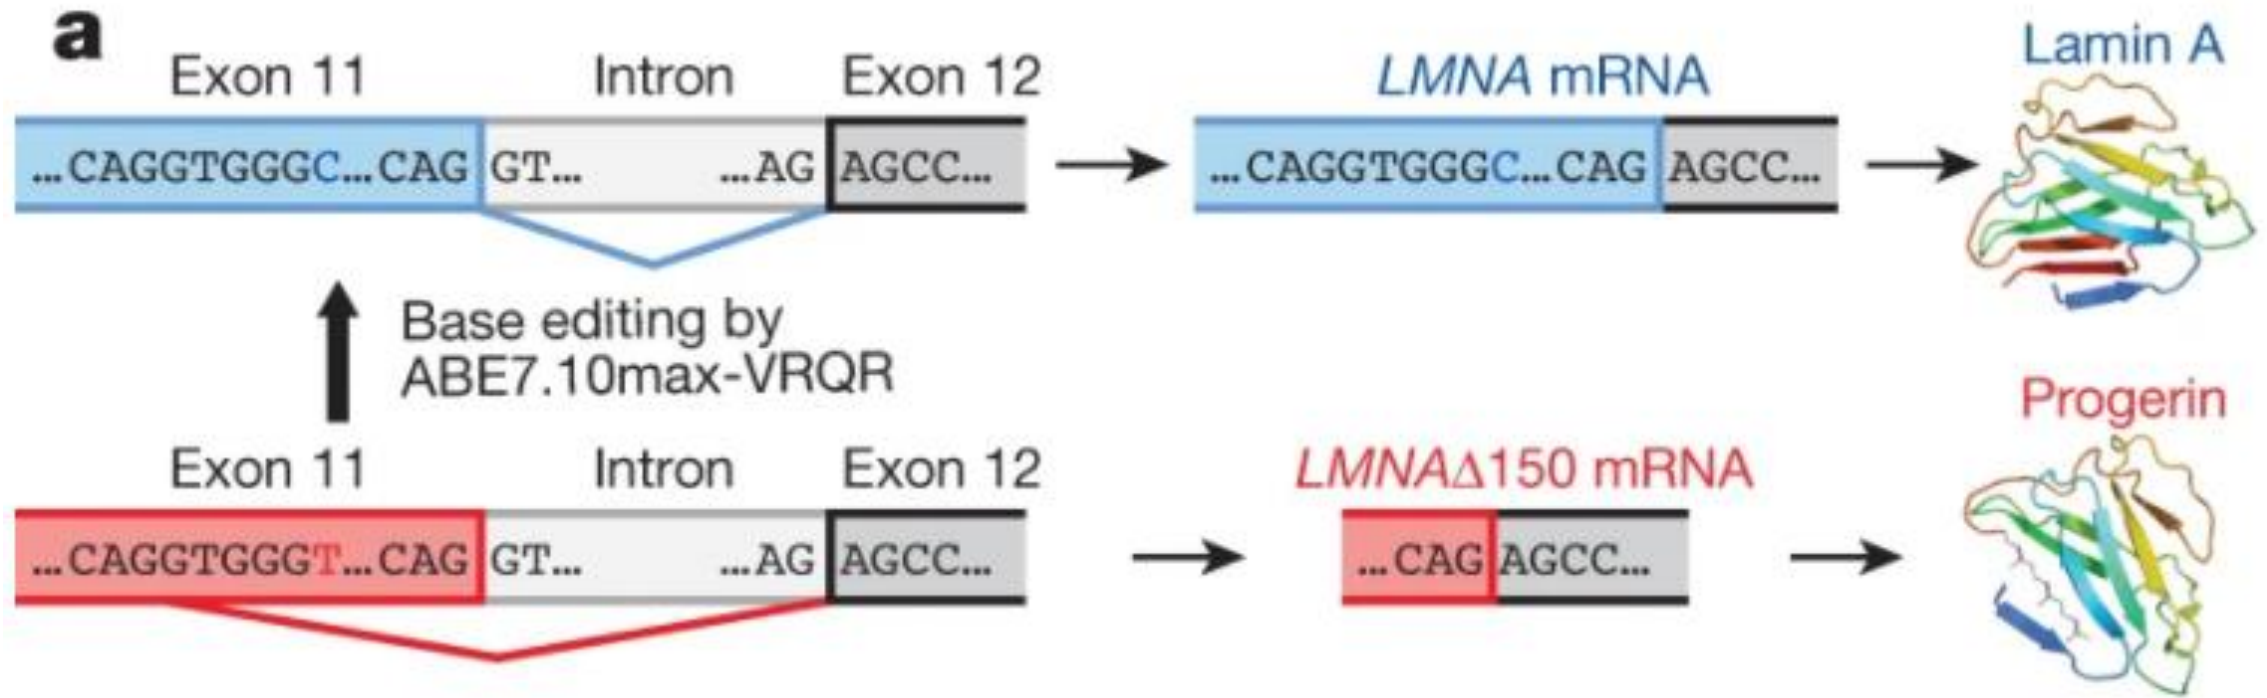 a
Exon 11 Intron Exon 12 LMNA mRNA Lamin A
...CAGGTGGGC...CAG GT... ...AG AGCC... ...CAGGTGGGC...CAG AGCC...
Base editing by
ABE7.10max-VRQR
Progerin
Exon 11 Intron Exon 12 LMNAΔ150 mRNA
...CAGGTGGGT...CAG GT... ...AG AGCC... ...CAG AGCC...